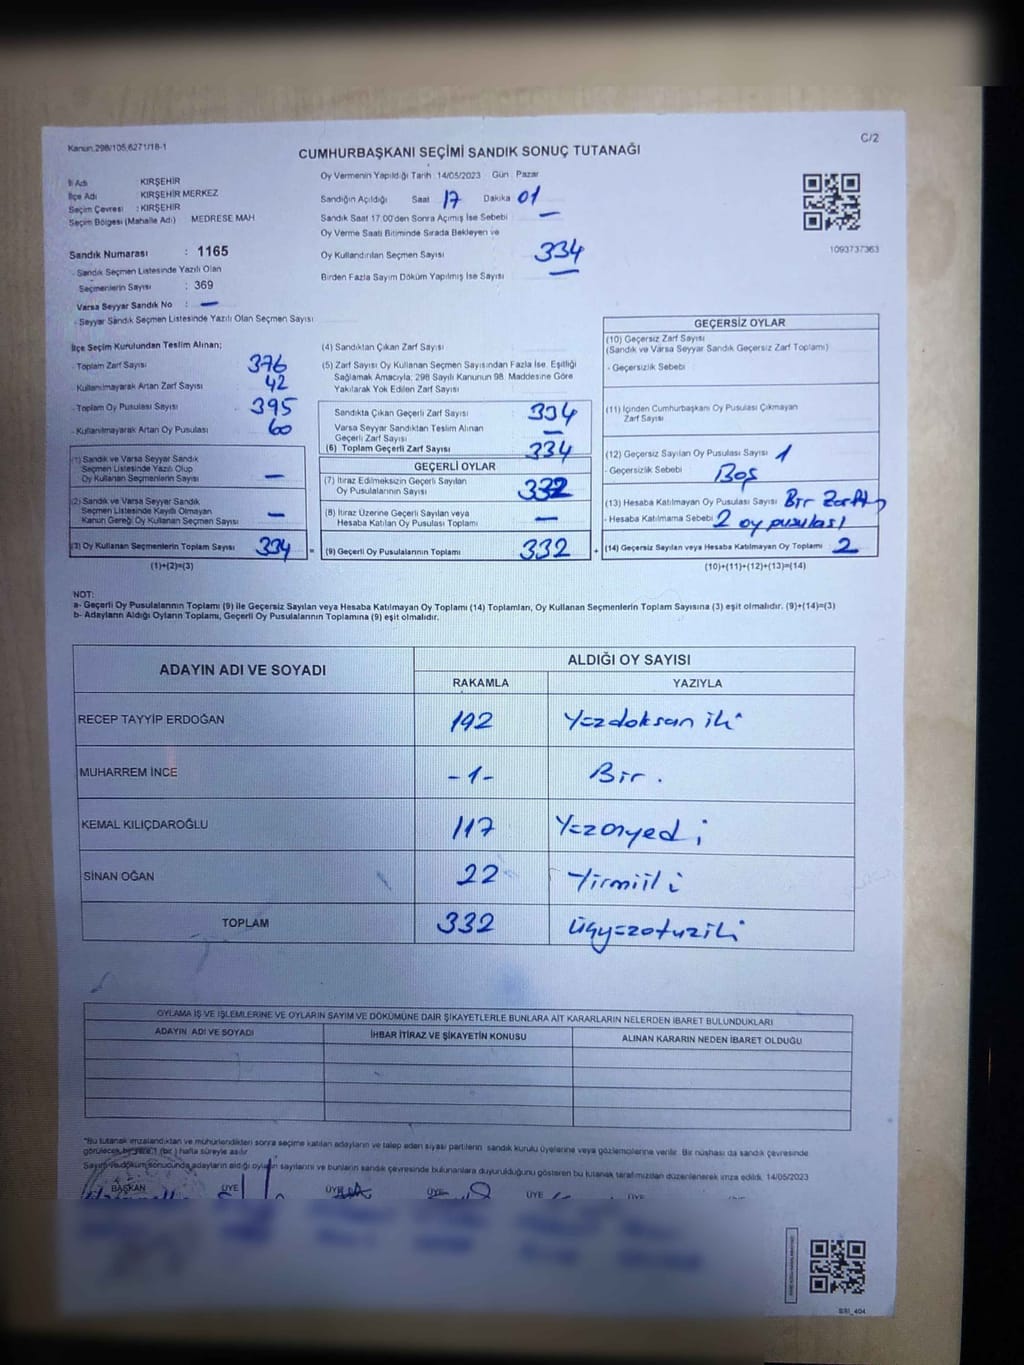 Kanun.298/105,6271/18-1
C/2
CUMHURBAŞKANI SEÇİMİ SANDIK SONUÇ TUTANAĞI
İl Adı KIRŞEHİR
İlçe Adı KIRŞEHİR MERKEZ
Seçim Çevresi : KIRŞEHİR
Seçim Bölgesi (Mahalle Adı) MEDRESE MAH
Sandık Numarası : 1165
- Sandık Seçmen Listesinde Yazılı Olan
Seçmenlerin Sayısı : 369
Varsa Seyyar Sandık No : —
- Seyyar Sandık Seçmen Listesinde Yazılı Olan Seçmen Sayısı
Oy Vermenin Yapıldığı Tarih 14/05/2023 Gün : Pazar
Sandığın Açıldığı Saat 17 Dakika 01
Sandık Saat 17.00'den Sonra Açımış İse Sebebi —
Oy Verme Saati Bitiminde Sırada Bekleyen ve
Oy Kullandırılan Seçmen Sayısı 334
Birden Fazla Sayım Döküm Yapılmış İse Sayısı —
1093737363
İlçe Seçim Kurulundan Teslim Alınan;
- Toplam Zarf Sayısı 376
- Kullanılmayarak Artan Zarf Sayısı 42
- Toplam Oy Pusulası Sayısı 395
- Kullanılmayarak Artan Oy Pusulası 60
(1) Sandık ve Varsa Seyyar Sandık
Seçmen Listesinde Yazılı Olup
Oy Kullanan Seçmenlerin Sayısı —
(2) Sandık ve Varsa Seyyar Sandık
Seçmen Listesinde Kayıtlı Olmayan
Kanun Gereği Oy Kullanan Seçmen Sayısı —
(3) Oy Kullanan Seçmenlerin Toplam Sayısı 334 =
(1)+(2)=(3)
(4) Sandıktan Çıkan Zarf Sayısı
(5) Zarf Sayısı Oy Kullanan Seçmen Sayısından Fazla İse, Eşitliği
Sağlamak Amacıyla, 298 Sayılı Kanunun 98. Maddesine Göre
Yakılarak Yok Edilen Zarf Sayısı
Sandıkta Çıkan Geçerli Zarf Sayısı 334
Varsa Seyyar Sandıktan Teslim Alınan
Geçerli Zarf Sayısı —
(6) Toplam Geçerli Zarf Sayısı 334
GEÇERLİ OYLAR
(7) İtiraz Edilmeksizin Geçerli Sayılan
Oy Pusulalarının Sayısı 332
(8) İtiraz Üzerine Geçerli Sayılan veya
Hesaba Katılan Oy Pusulası Toplamı —
(9) Geçerli Oy Pusulalarının Toplamı 332 +
GEÇERSİZ OYLAR
(10) Geçersiz Zarf Sayısı
(Sandık ve Varsa Seyyar Sandık Geçersiz Zarf Toplamı)
- Geçersizlik Sebebi
(11) İçinden Cumhurbaşkanı Oy Pusulası Çıkmayan
Zarf Sayısı
(12) Geçersiz Sayılan Oy Pusulası Sayısı 1
- Geçersizlik Sebebi Boş
(13) Hesaba Katılmayan Oy Pusulası Sayısı Bir Zarfta
- Hesaba Katılmama Sebebi 2 oy pusulası
(14) Geçersiz Sayılan veya Hesaba Katılmayan Oy Toplamı 2
(10)+(11)+(12)+(13)=(14)
NOT:
a- Geçerli Oy Pusulalarının Toplamı (9) ile Geçersiz Sayılan veya Hesaba Katılmayan Oy Toplamı (14) Toplamları, Oy Kullanan Seçmenlerin Toplam Sayısına (3) eşit olmalıdır. (9)+(14)=(3)
b- Adayların Aldığı Oyların Toplamı, Geçerli Oy Pusulalarının Toplamına (9) eşit olmalıdır.
ADAYIN ADI VE SOYADI ALDIĞI OY SAYISI
RAKAMLA YAZIYLA
RECEP TAYYİP ERDOĞAN 192 Yüzdoksan iki
MUHARREM İNCE -1- Bir.
KEMAL KILIÇDAROĞLU 117 Yüzonyedi
SİNAN OĞAN 22 Yirmiiki
TOPLAM 332 Üçyüzotuziki
OYLAMA İŞ VE İŞLEMLERİNE VE OYLARIN SAYIM VE DÖKÜMÜNE DAİR ŞİKAYETLERLE BUNLARA AİT KARARLARIN NELERDEN İBARET BULUNDUKLARI
ADAYIN ADI VE SOYADI İHBAR İTİRAZ VE ŞİKAYETİN KONUSU ALINAN KARARIN NEDEN İBARET OLDUĞU
*Bu tutanak imzalandıktan ve mühürlendikten sonra seçime katılan adayların ve talep eden siyasi partilerin sandık kurulu üyelerine veya gözlemcilerine verilir. Bir nüshası da sandık çevresinde
görülecek bir yere 1 (bir ) hafta süreyle asılır
Sayım ve döküm sonucunda adayların aldığı oyların sayılarını ve bunların sandık çevresinde bulunanlara duyurulduğunu gösteren bu tutanak tarafımızdan düzenlenerek imza edildi. 14/05/2023
BAŞKAN ÜYE ÜYE ÜYE ÜYE ÜYE